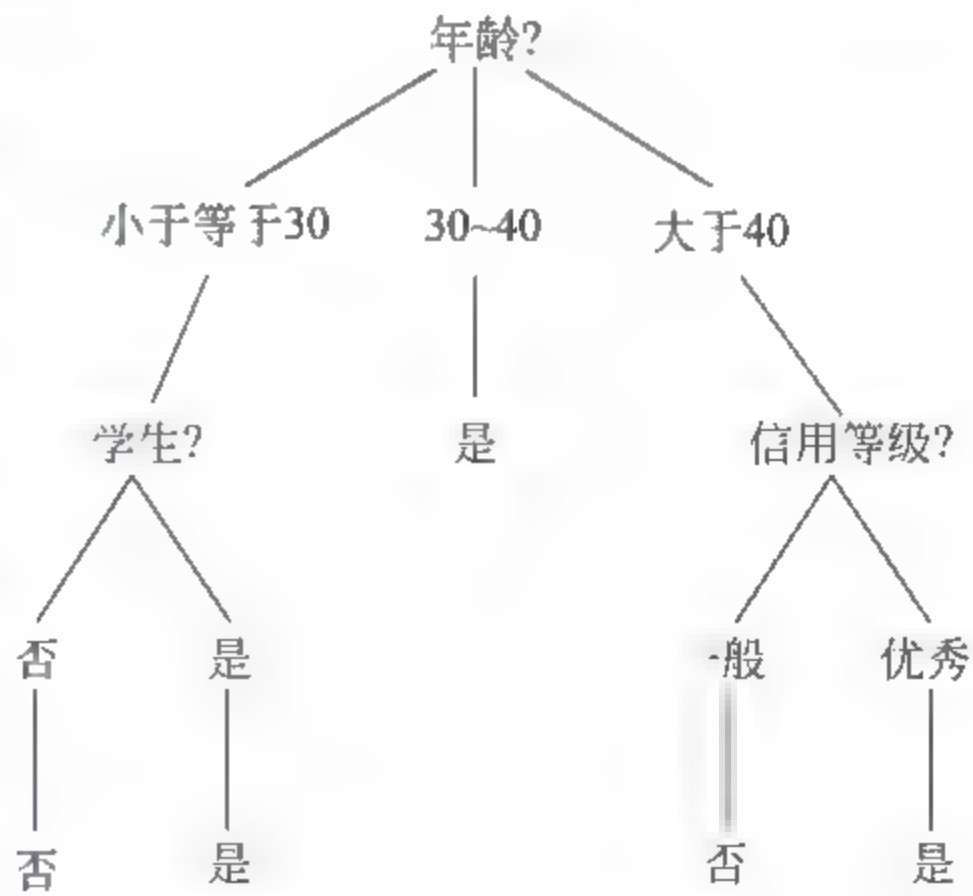 年龄?
小于等于30 30~40 大于40
学生? 是 信用等级?
否 是 一般 优秀
否 是 否 是